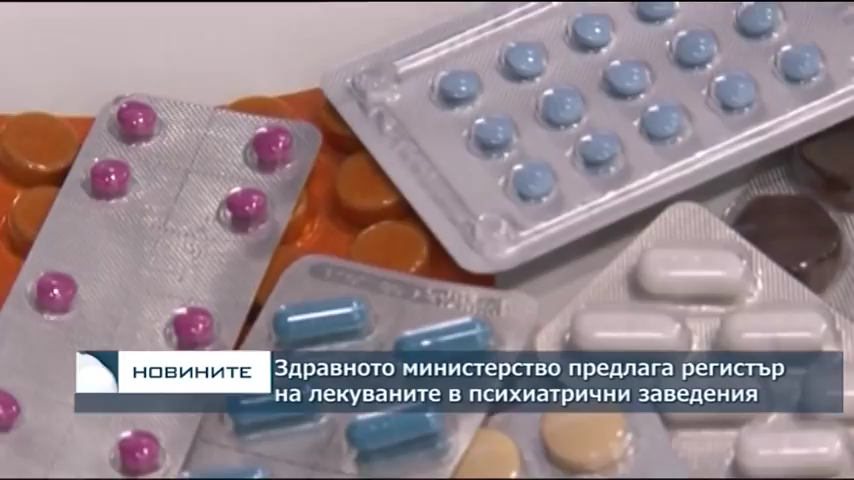 НОВИНИТЕ
Здравното министерство предлага регистър
на лекуваните в психиатрични заведения